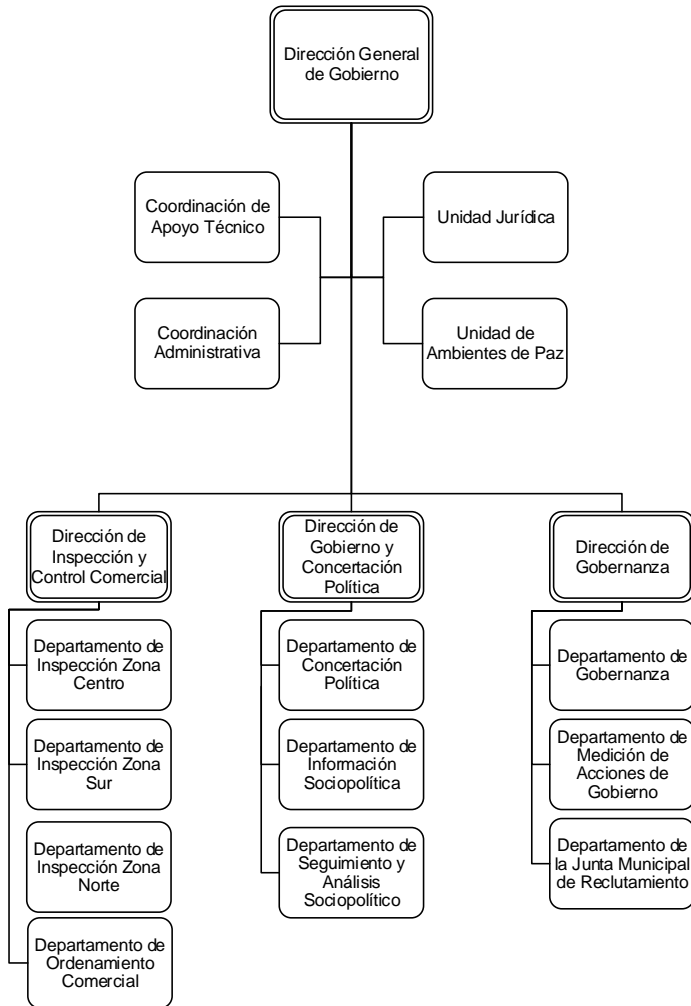 Dirección General
de Gobierno
Coordinación de
Apoyo Técnico
Unidad Jurídica
Coordinación
Administrativa
Unidad de
Ambientes de Paz
Dirección de
Inspección y
Control Comercial
Dirección de
Gobierno y
Concertación
Política
Dirección de
Gobernanza
Departamento de
Inspección Zona
Centro
Departamento de
Concertación
Política
Departamento de
Gobernanza
Departamento de
Inspección Zona
Sur
Departamento de
Información
Sociopolítica
Departamento de
Medición de
Acciones de
Gobierno
Departamento de
Inspección Zona
Norte
Departamento de
Seguimiento y
Análisis
Sociopolítico
Departamento de
la Junta Municipal
de Reclutamiento
Departamento de
Ordenamiento
Comercial